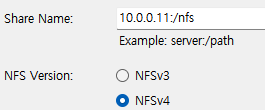 Share Name: 10.0.0.11:/nfs
Example: server:/path
NFS Version: NFSv3
NFSv4